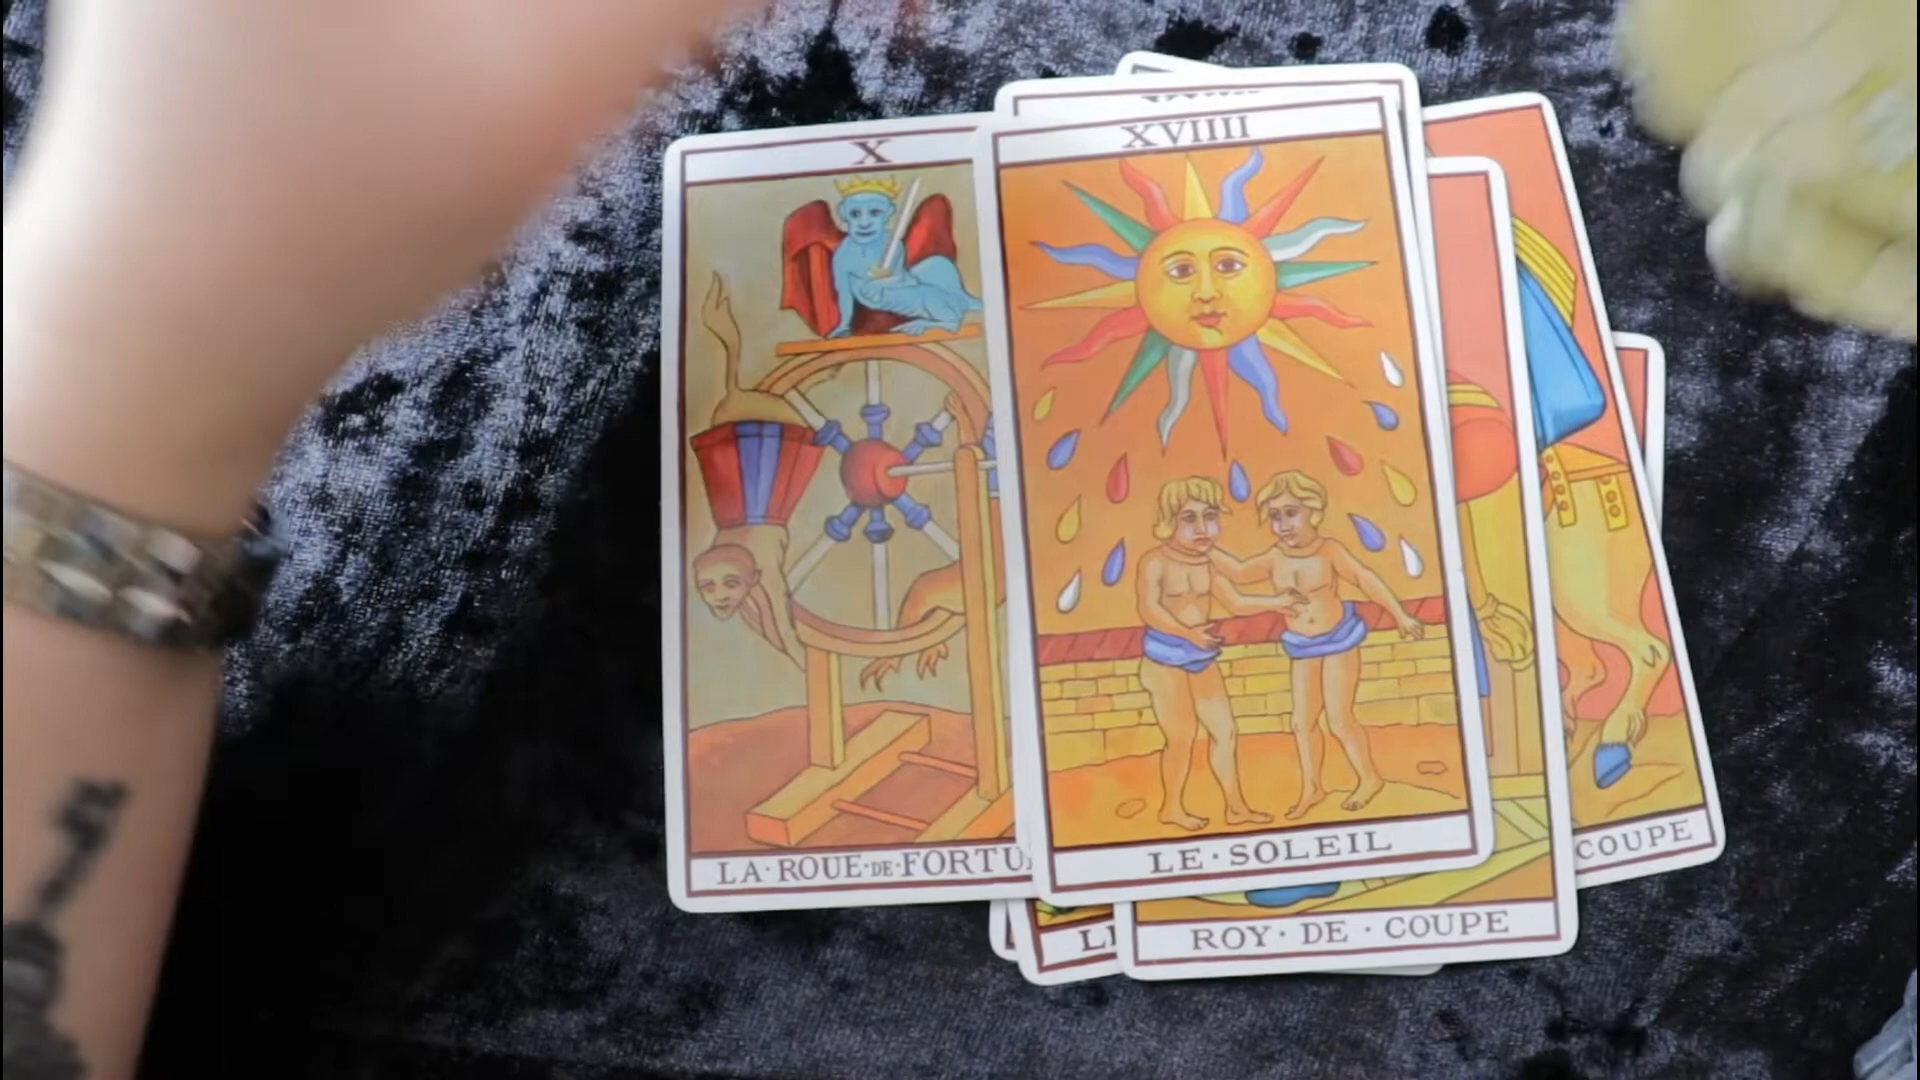 X
XVIIII
LA·ROUE·DE·FORTU
LE·SOLEIL
COUPE
ROY·DE·COUPE